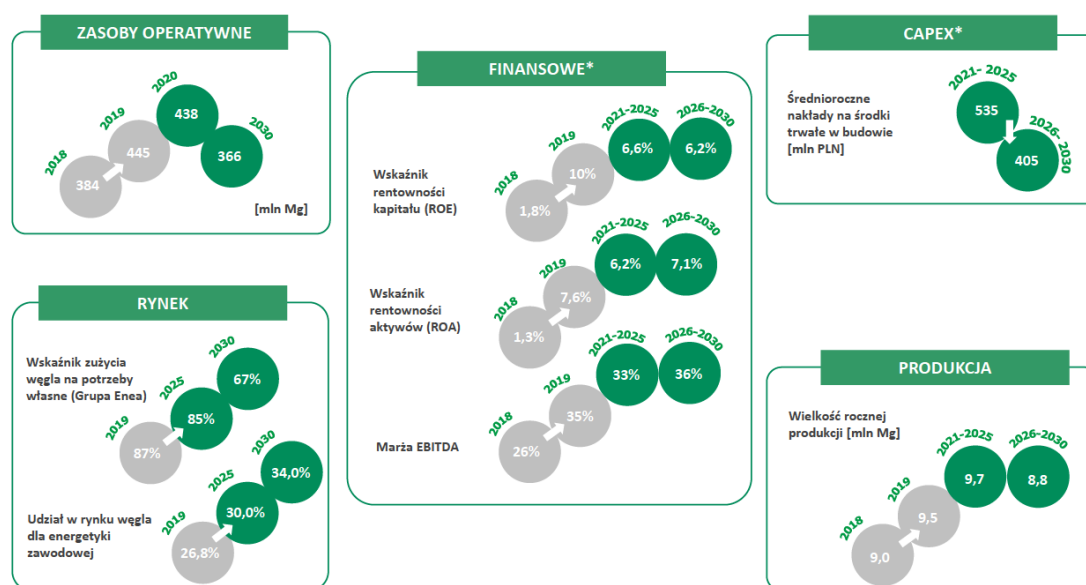 ZASOBY OPERATYWNE
2018
384
2019
445
2020
438
2030
366
[mln Mg]
RYNEK
Wskaźnik zużycia
węgla na potrzeby
własne (Grupa Enea)
2019
87%
2025
85%
2030
67%
Udział w rynku węgla
dla energetyki
zawodowej
2019
26,8%
2025
30,0%
2030
34,0%
FINANSOWE*
Wskaźnik
rentowności
kapitału (ROE)
2018
1,8%
2019
10%
2021-2025
6,6%
2026-2030
6,2%
Wskaźnik
rentowności
aktywów (ROA)
2018
1,3%
2019
7,6%
2021-2025
6,2%
2026-2030
7,1%
Marża EBITDA
2018
26%
2019
35%
2021-2025
33%
2026-2030
36%
CAPEX*
Średnioroczne
nakłady na środki
trwałe w budowie
[mln PLN]
2021- 2025
535
2026- 2030
405
PRODUKCJA
Wielkość rocznej
produkcji [mln Mg]
2018
9,0
2019
9,5
2021-2025
9,7
2026-2030
8,8